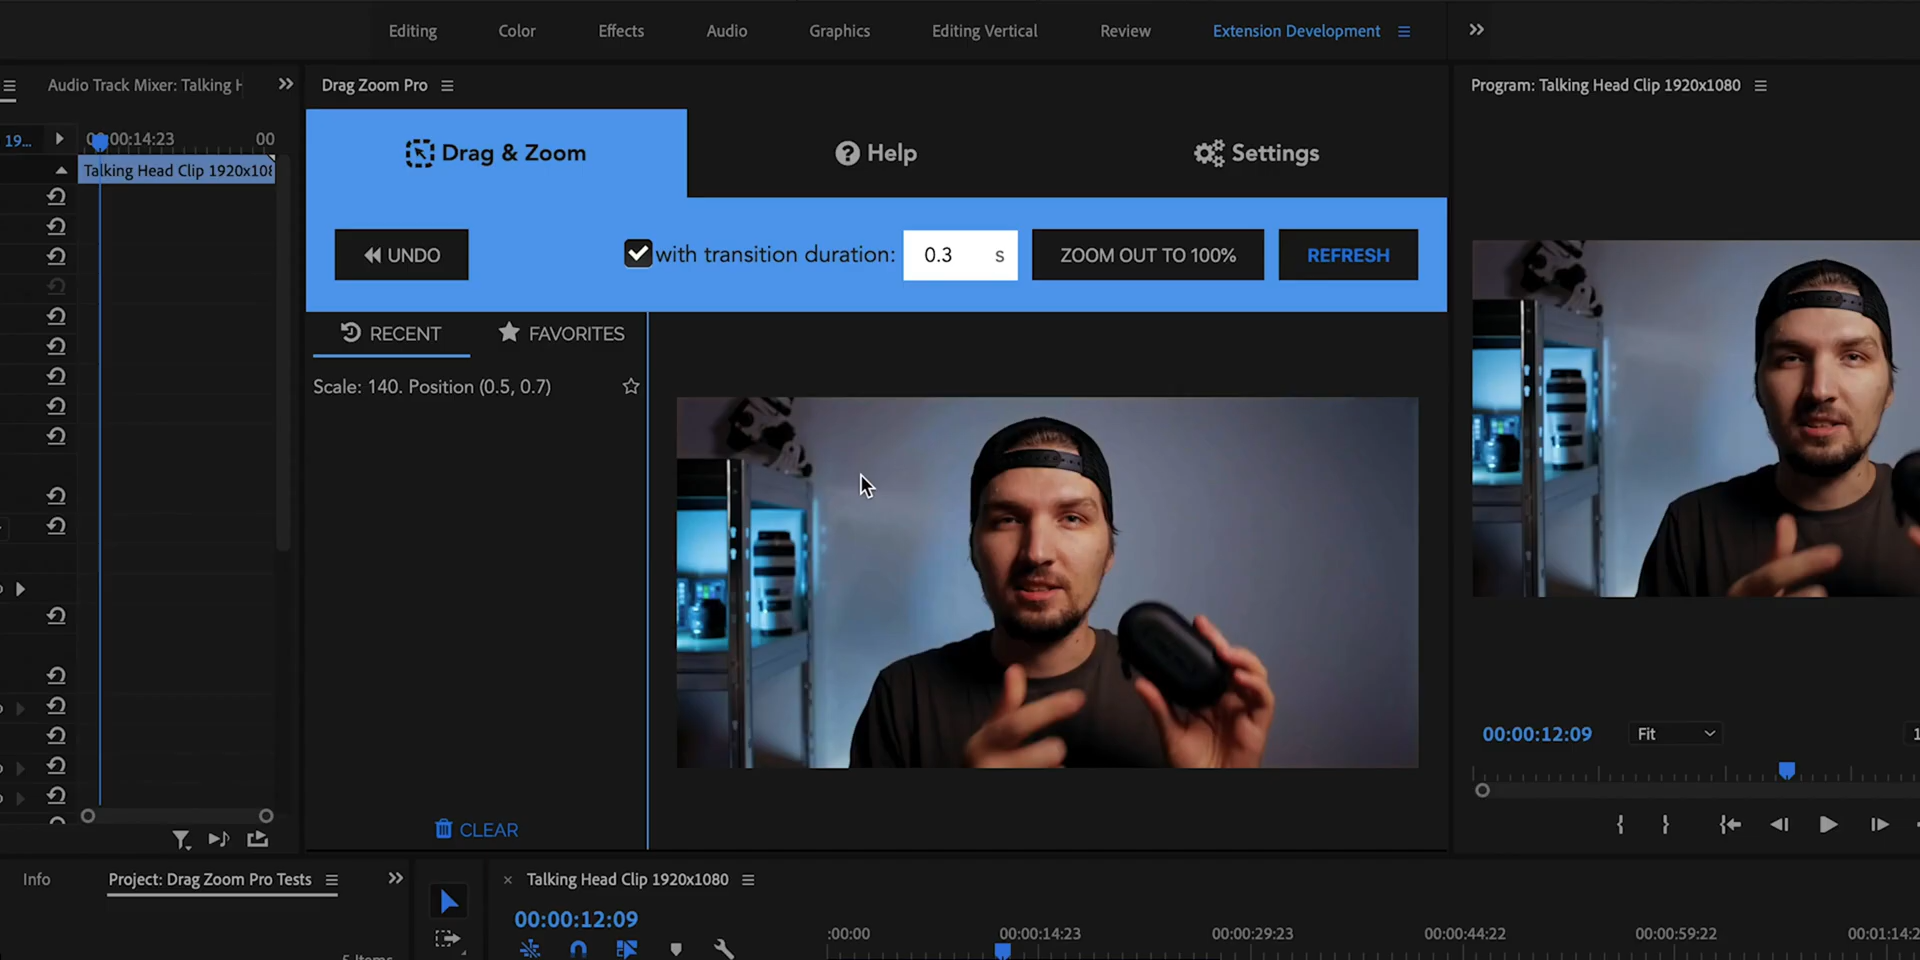 Editing Color Effects Audio Graphics Editing Vertical Review Extension Development
Audio Track Mixer: Talking H
Drag Zoom Pro
Program: Talking Head Clip 1920x1080
19...
00:00:14:23
00
Talking Head Clip 1920x108
Drag & Zoom
Help
Settings
UNDO
with transition duration:
0.3 s
ZOOM OUT TO 100%
REFRESH
RECENT
FAVORITES
Scale: 140. Position (0.5, 0.7)
CLEAR
00:00:12:09
Fit
Info
Project: Drag Zoom Pro Tests
Talking Head Clip 1920x1080
00:00:12:09
:00:00
00:00:14:23
00:00:29:23
00:00:44:22
00:00:59:22
00:01:14:2
5 Items